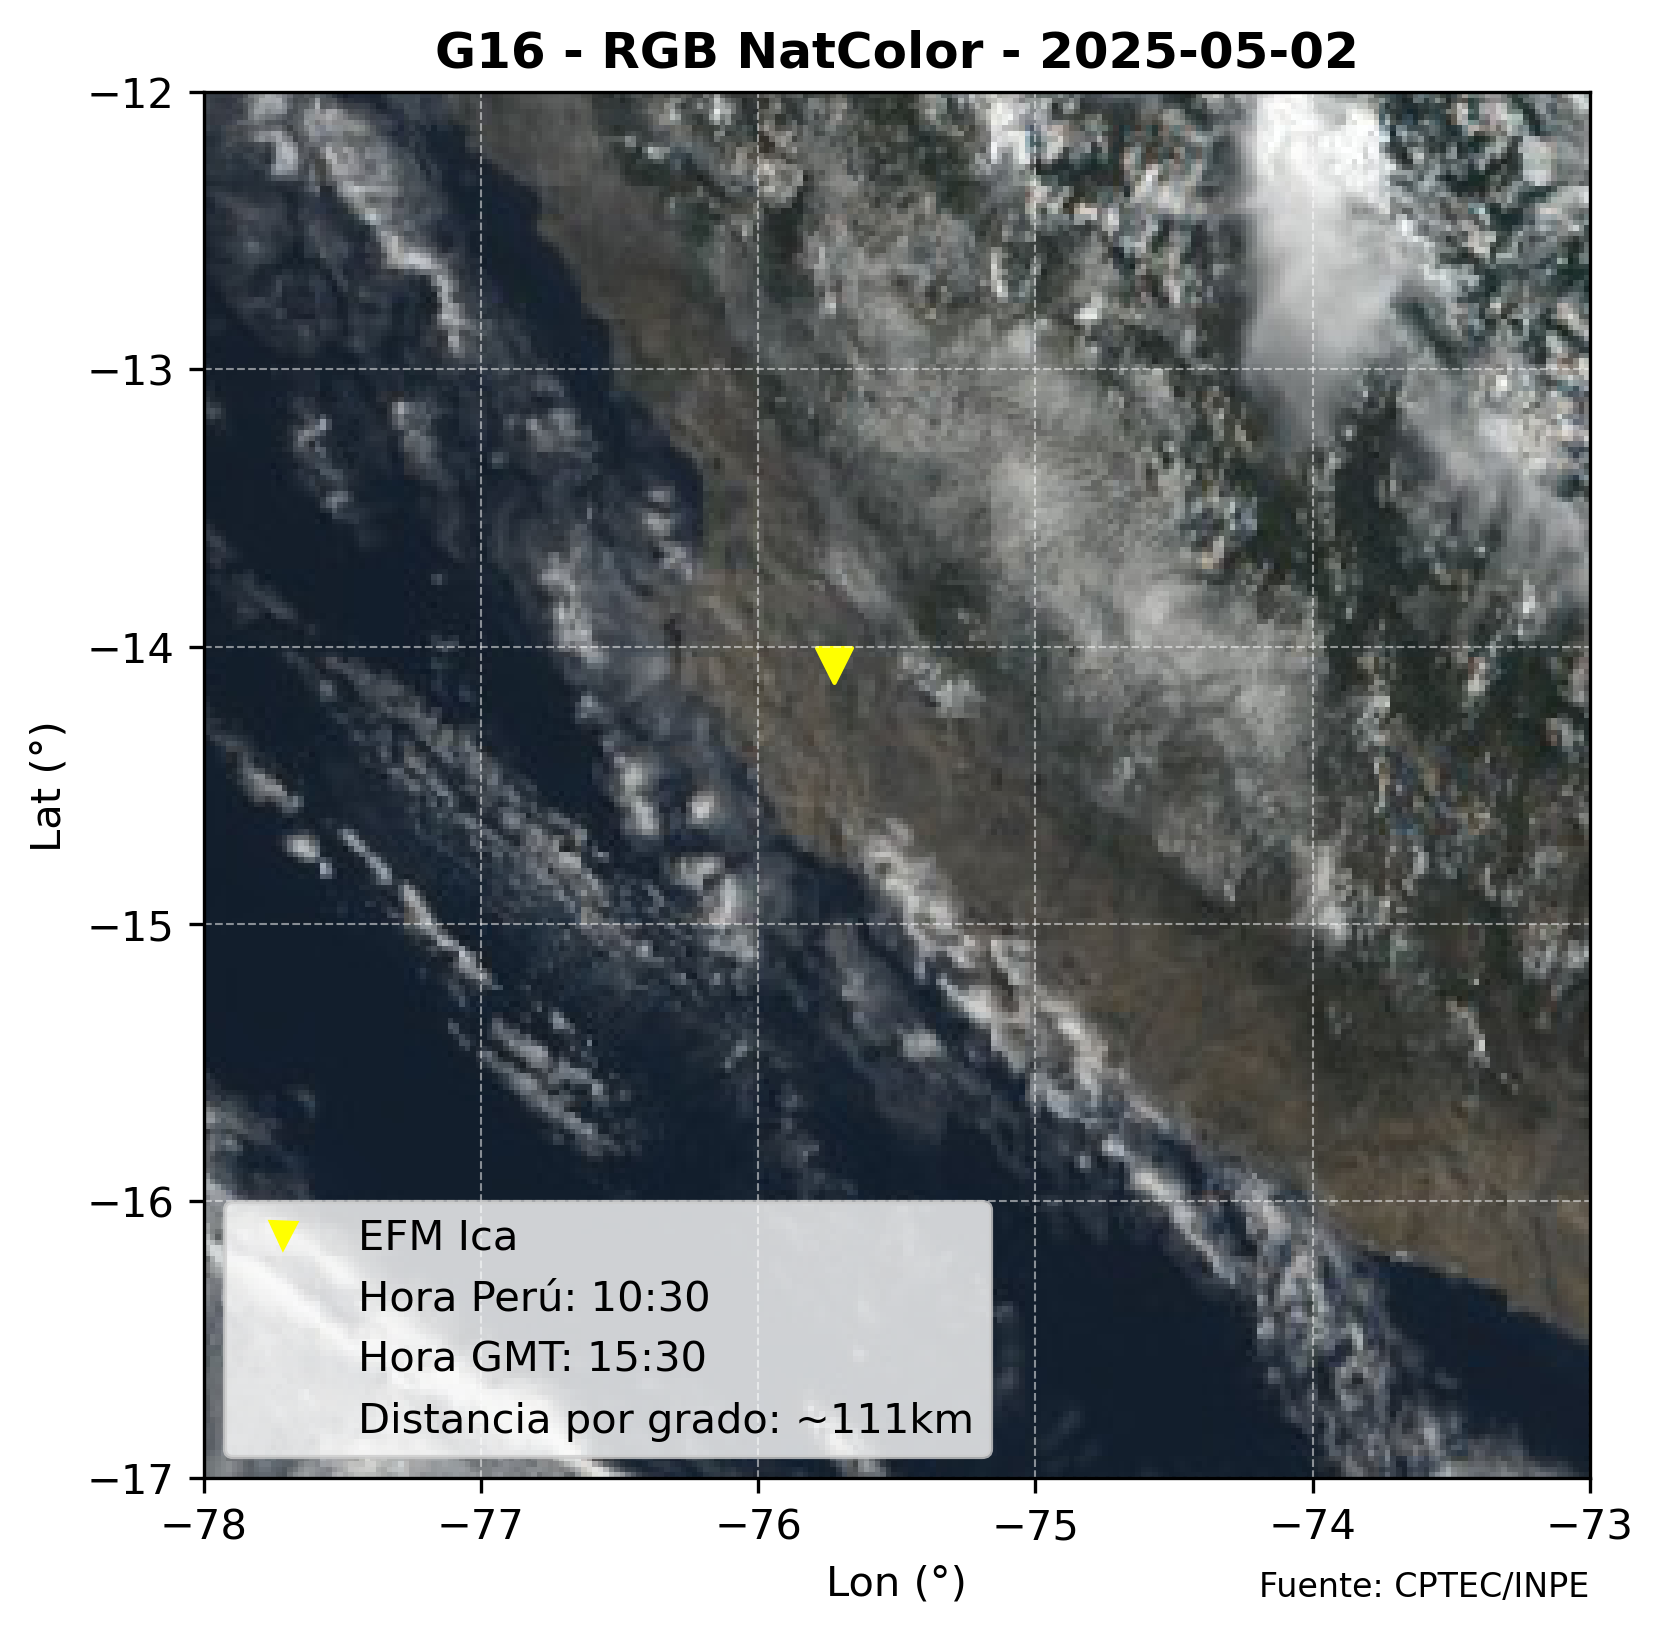 G16 - RGB NatColor - 2025-05-02
−12
−13
−14
−15
−16
−17
Lat (°)
EFM Ica
Hora Perú: 10:30
Hora GMT: 15:30
Distancia por grado: ~111km
−78 −77 −76 −75 −74 −73
Lon (°)
Fuente: CPTEC/INPE